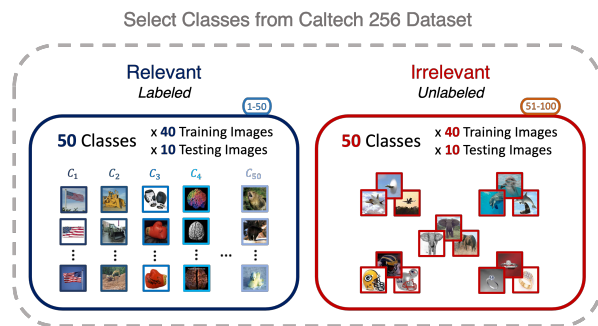 Select Classes from Caltech 256 Dataset
Relevant
Labeled
1-50
50 Classes
x 40 Training Images
x 10 Testing Images
C1 C2 C3 C4 C50
...
Irrelevant
Unlabeled
51-100
50 Classes
x 40 Training Images
x 10 Testing Images